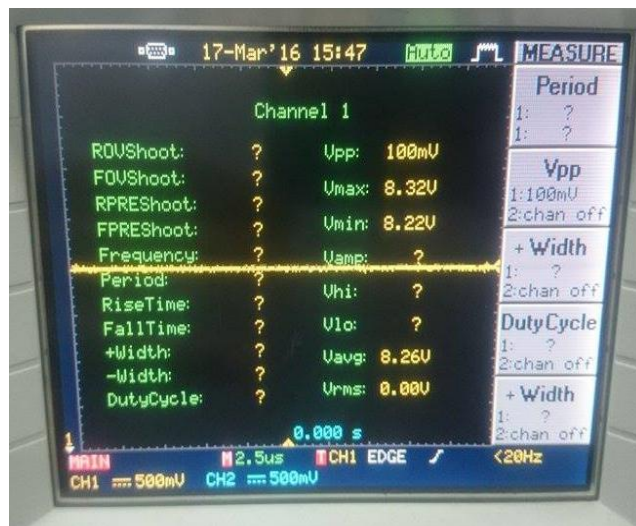 17-Mar'16 15:47 Auto MEASURE
Channel 1
ROVShoot: ? Vpp: 100mV
FOVShoot: ? Vmax: 8.32V
RPREShoot: ? Vmin: 8.22V
FPREShoot: ?
Frequency: ? Vamp: ?
Period: ? Vhi: ?
RiseTime: ?
FallTime: ? Vlo: ?
+Width: ? Vavg: 8.26V
-Width: ? Vrms: 0.00V
DutyCycle: ?
0.000 s
1
MAIN M 2.5us T CH1 EDGE <20Hz
CH1 500mV CH2 500mV
Period
1: ?
1: ?
Vpp
1:100mV
2:chan off
+ Width
1: ?
2:chan off
DutyCycle
1: ?
2:chan off
+ Width
1: ?
2:chan off